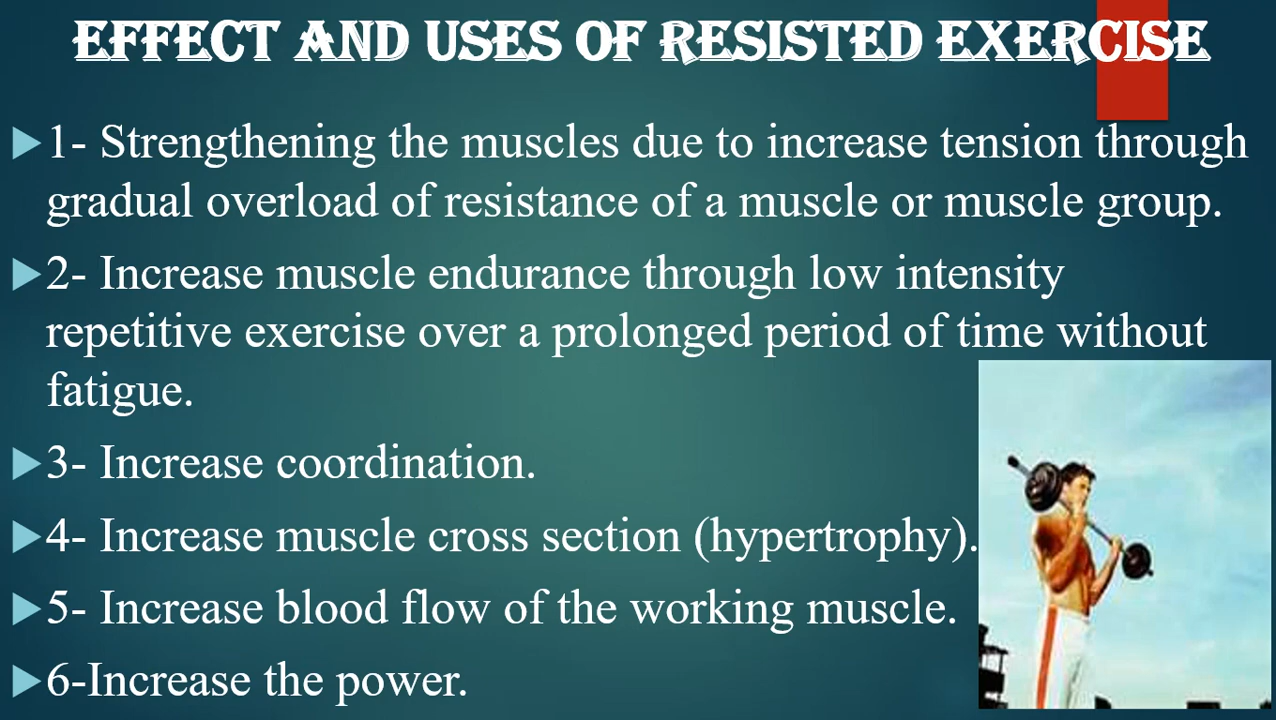 EFFECT AND USES OF RESISTED EXERCISE
1- Strengthening the muscles due to increase tension through
gradual overload of resistance of a muscle or muscle group.
2- Increase muscle endurance through low intensity
repetitive exercise over a prolonged period of time without
fatigue.
3- Increase coordination.
4- Increase muscle cross section (hypertrophy).
5- Increase blood flow of the working muscle.
6-Increase the power.